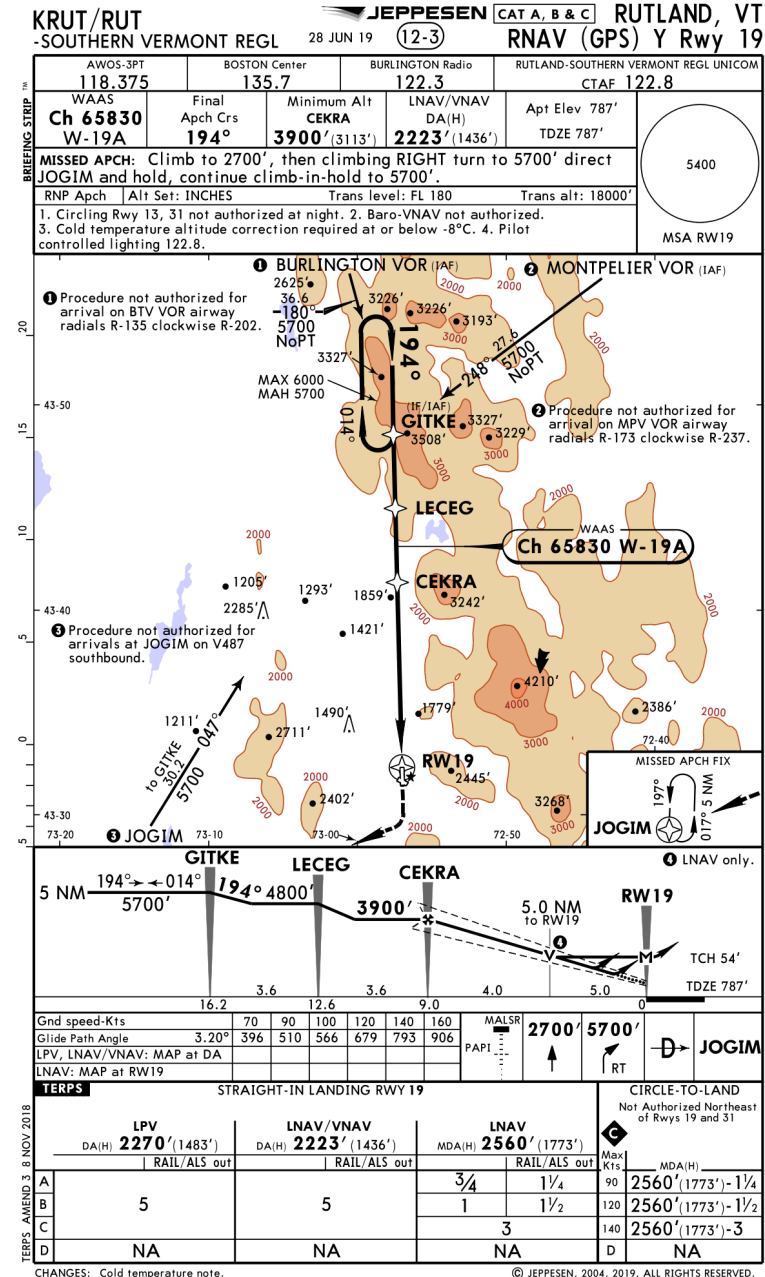 KRUT/RUT
-SOUTHERN VERMONT REGL
JEPPESEN
28 JUN 19
12-3
CAT A, B & C
RUTLAND, VT
RNAV (GPS) Y Rwy 19
BRIEFING STRIP TM
AWOS-3PT
118.375
BOSTON Center
135.7
BURLINGTON Radio
122.3
RUTLAND-SOUTHERN VERMONT REGL UNICOM
CTAF 122.8
WAAS
Ch 65830
W-19A
Final
Apch Crs
194°
Minimum Alt
CEKRA
3900' (3113')
LNAV/VNAV
DA(H)
2223' (1436')
Apt Elev 787'
TDZE 787'
5400
MSA RW19
MISSED APCH: Climb to 2700', then climbing RIGHT turn to 5700' direct
JOGIM and hold, continue climb-in-hold to 5700'.
RNP Apch
Alt Set: INCHES
Trans level: FL 180
Trans alt: 18000'
1. Circling Rwy 13, 31 not authorized at night. 2. Baro-VNAV not authorized.
3. Cold temperature altitude correction required at or below -8°C. 4. Pilot
controlled lighting 122.8.
1 BURLINGTON VOR (IAF)
2 MONTPELIER VOR (IAF)
1 Procedure not authorized for
arrival on BTV VOR airway
radials R-135 clockwise R-202.
2625'
36.6
180°
5700
NoPT
3226'
3226'
3193'
2000
2000
3000
2000
27.6
248°
5700
NoPT
194°
014°
3327'
MAX 6000
MAH 5700
(IF/IAF)
GITKE
3508'
3327'
3229'
3000
3000
2 Procedure not authorized for
arrival on MPV VOR airway
radials R-173 clockwise R-237.
20
43-50
15
LECEG
2000
10
WAAS
Ch 65830 W-19A
2000
1205'
1293'
1859'
2285'
1421'
CEKRA
3242'
2000
2000
43-40
5
3 Procedure not authorized for
arrivals at JOGIM on V487
southbound.
2000
4210'
4000
3000
1211'
047°
to GITKE
30.2
5700
2711'
1490'
1779'
2386'
2000
72-40
0
RW19
2445'
2000
2000
2402'
2000
3268'
3000
2000
43-30
5
73-20
73-10
73-00
72-50
3 JOGIM
MISSED APCH FIX
197°
017° 5 NM
JOGIM
GITKE
LECEG
CEKRA
RW19
4 LNAV only.
5 NM
194°
014°
5700'
194° 4800'
3900'
5.0 NM
to RW19
4
V
M
TCH 54'
TDZE 787'
3.6
3.6
4.0
5.0
16.2
12.6
9.0
0
Gnd speed-Kts 70 90 100 120 140 160
Glide Path Angle 3.20° 396 510 566 679 793 906
LPV, LNAV/VNAV: MAP at DA
LNAV: MAP at RW19
MALSR
PAPI
2700'
5700'
RT
D
JOGIM
TERPS
STRAIGHT-IN LANDING RWY 19
CIRCLE-TO-LAND
Not Authorized Northeast
of Rwys 19 and 31
C
LPV
DA(H) 2270' (1483')
RAIL/ALS out
LNAV/VNAV
DA(H) 2223' (1436')
RAIL/ALS out
LNAV
MDA(H) 2560' (1773')
RAIL/ALS out
Max
Kts
MDA(H)
A 3/4 1 1/4 90 2560' (1773') - 1 1/4
B 5 5 1 1 1/2 120 2560' (1773') - 1 1/2
C 3 140 2560' (1773') - 3
D NA NA NA D NA
TERPS AMEND 3 8 NOV 2018
CHANGES: Cold temperature note.
© JEPPESEN, 2004, 2019. ALL RIGHTS RESERVED.